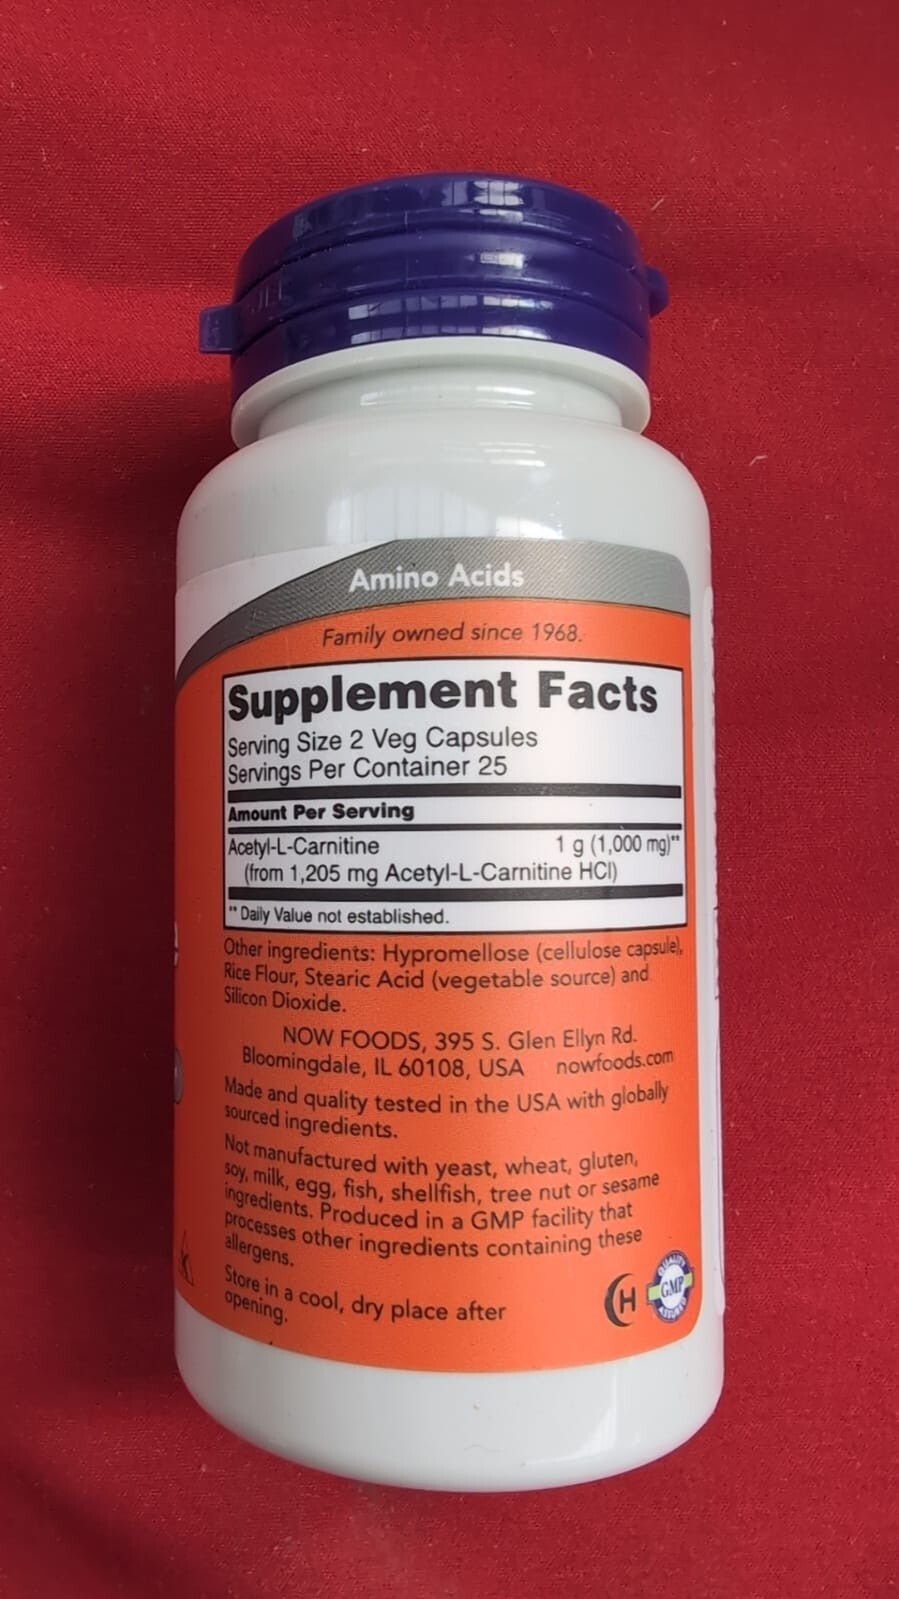 Amino Acids
Family owned since 1968.
Supplement Facts
Serving Size 2 Veg Capsules
Servings Per Container 25
Amount Per Serving
Acetyl-L-Carnitine 1 g (1,000 mg)**
(from 1,205 mg Acetyl-L-Carnitine HCl)
** Daily Value not established.
Other ingredients: Hypromellose (cellulose capsule),
Rice Flour, Stearic Acid (vegetable source) and
Silicon Dioxide.
NOW FOODS, 395 S. Glen Ellyn Rd.
Bloomingdale, IL 60108, USA nowfoods.com
Made and quality tested in the USA with globally
sourced ingredients.
Not manufactured with yeast, wheat, gluten,
soy, milk, egg, fish, shellfish, tree nut or sesame
ingredients. Produced in a GMP facility that
processes other ingredients containing these
allergens.
Store in a cool, dry place after
opening.
K
H
QUALITY
GMP
ASSURED